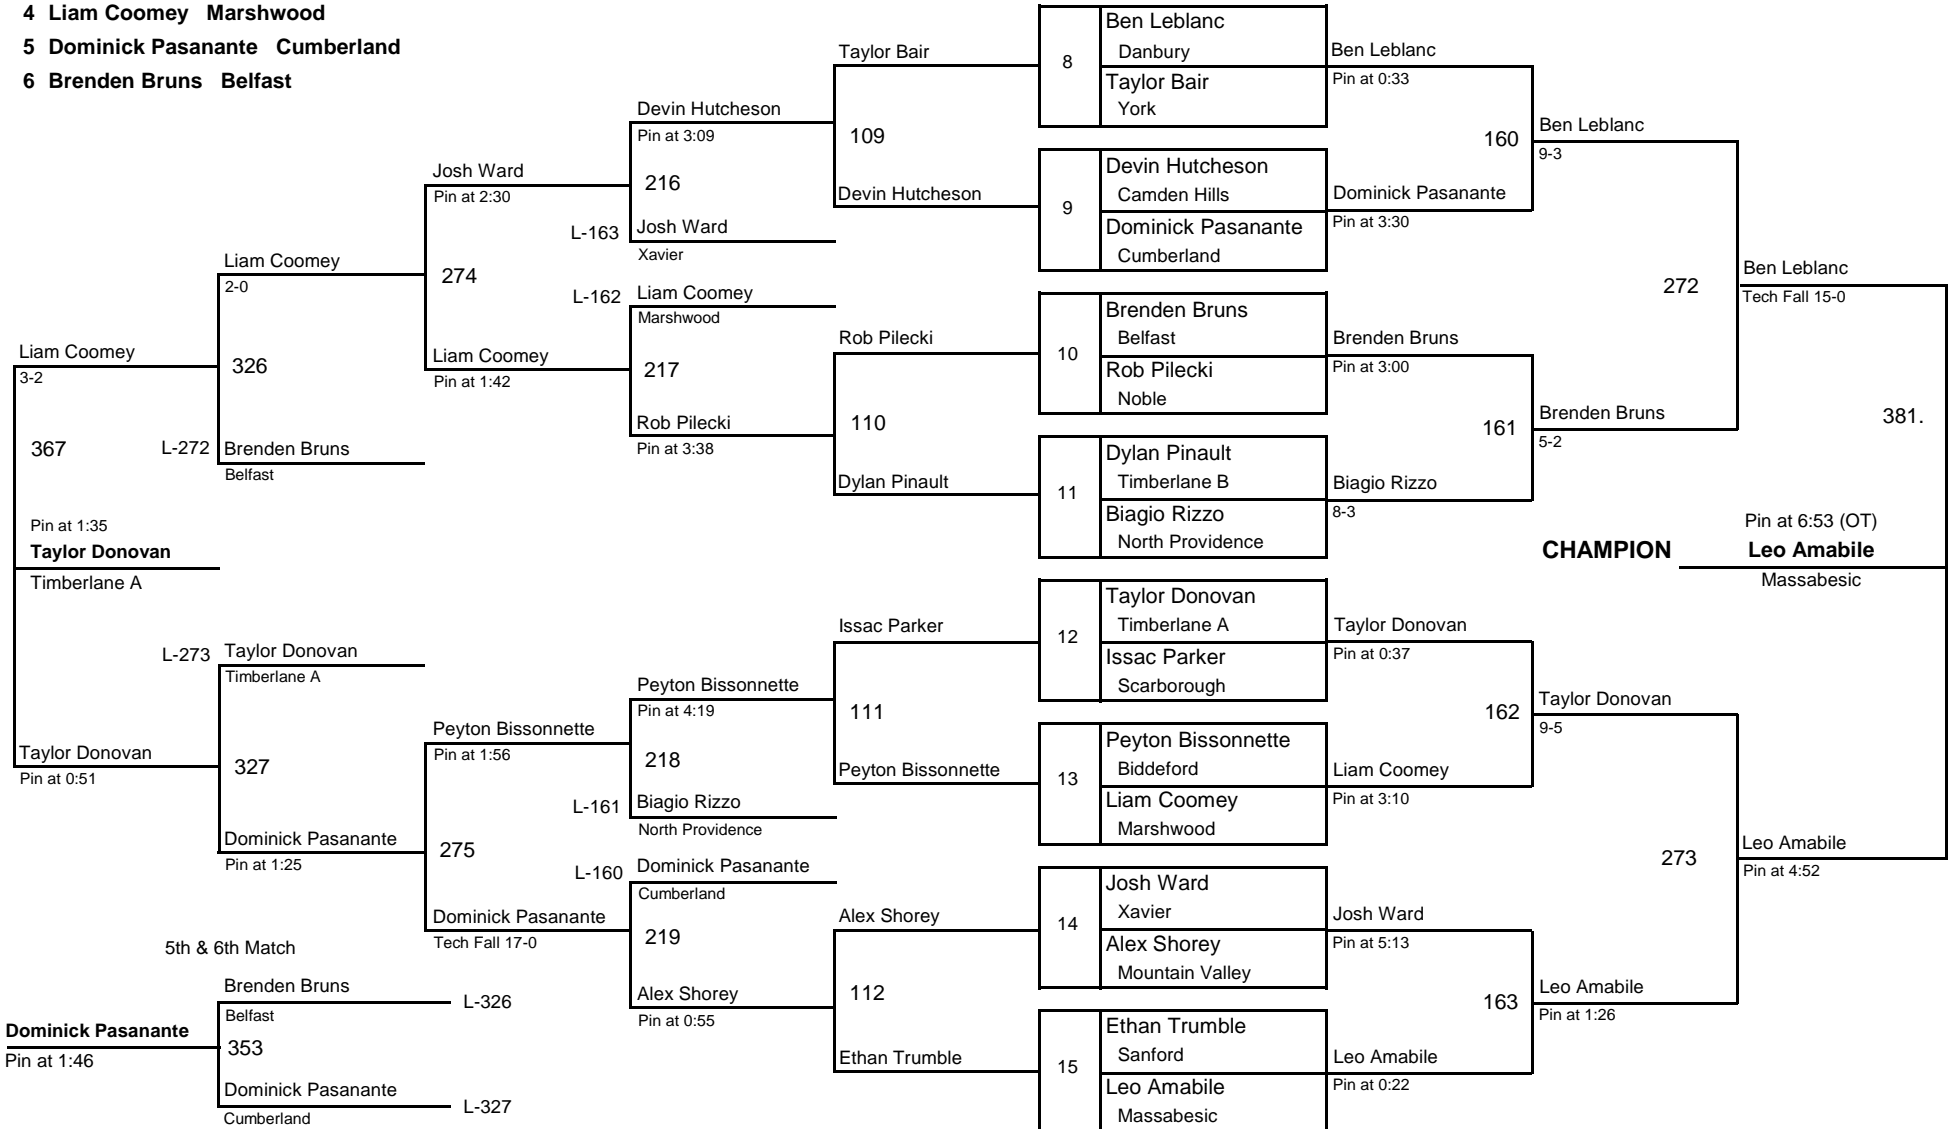 4 Liam Coomey Marshwood
5 Dominick Pasanante Cumberland
6 Brenden Bruns Belfast
8
Ben Leblanc
Danbury
Taylor Bair
York
9
Devin Hutcheson
Camden Hills
Dominick Pasanante
Cumberland
10
Brenden Bruns
Belfast
Rob Pilecki
Noble
11
Dylan Pinault
Timberlane B
Biagio Rizzo
North Providence
12
Taylor Donovan
Timberlane A
Issac Parker
Scarborough
13
Peyton Bissonnette
Biddeford
Liam Coomey
Marshwood
14
Josh Ward
Xavier
Alex Shorey
Mountain Valley
15
Ethan Trumble
Sanford
Leo Amabile
Massabesic
Ben Leblanc
Pin at 0:33
160
Dominick Pasanante
Pin at 3:30
Brenden Bruns
Pin at 3:00
161
Biagio Rizzo
8-3
Taylor Donovan
Pin at 0:37
162
Liam Coomey
Pin at 3:10
Josh Ward
Pin at 5:13
163
Leo Amabile
Pin at 0:22
Ben Leblanc
9-3
272
Brenden Bruns
5-2
Taylor Donovan
9-5
273
Leo Amabile
Pin at 1:26
Ben Leblanc
Tech Fall 15-0
381.
Pin at 6:53 (OT)
CHAMPION Leo Amabile
Massabesic
Leo Amabile
Pin at 4:52
Taylor Bair
109
Devin Hutcheson
Rob Pilecki
110
Dylan Pinault
Issac Parker
111
Peyton Bissonnette
Alex Shorey
112
Ethan Trumble
Devin Hutcheson
Pin at 3:09
216
L-163 Josh Ward
Xavier
L-162 Liam Coomey
Marshwood
217
Rob Pilecki
Pin at 3:38
Peyton Bissonnette
Pin at 4:19
218
L-161 Biagio Rizzo
North Providence
L-160 Dominick Pasanante
Cumberland
219
Alex Shorey
Pin at 0:55
Josh Ward
Pin at 2:30
274
Liam Coomey
Pin at 1:42
Peyton Bissonnette
Pin at 1:56
275
Dominick Pasanante
Tech Fall 17-0
Liam Coomey
2-0
326
L-272 Brenden Bruns
Belfast
L-273 Taylor Donovan
Timberlane A
327
Dominick Pasanante
Pin at 1:25
Liam Coomey
3-2
367
Pin at 1:35
Taylor Donovan
Timberlane A
Taylor Donovan
Pin at 0:51
5th & 6th Match
Brenden Bruns L-326
Belfast
Dominick Pasanante
353
Pin at 1:46
Dominick Pasanante L-327
Cumberland